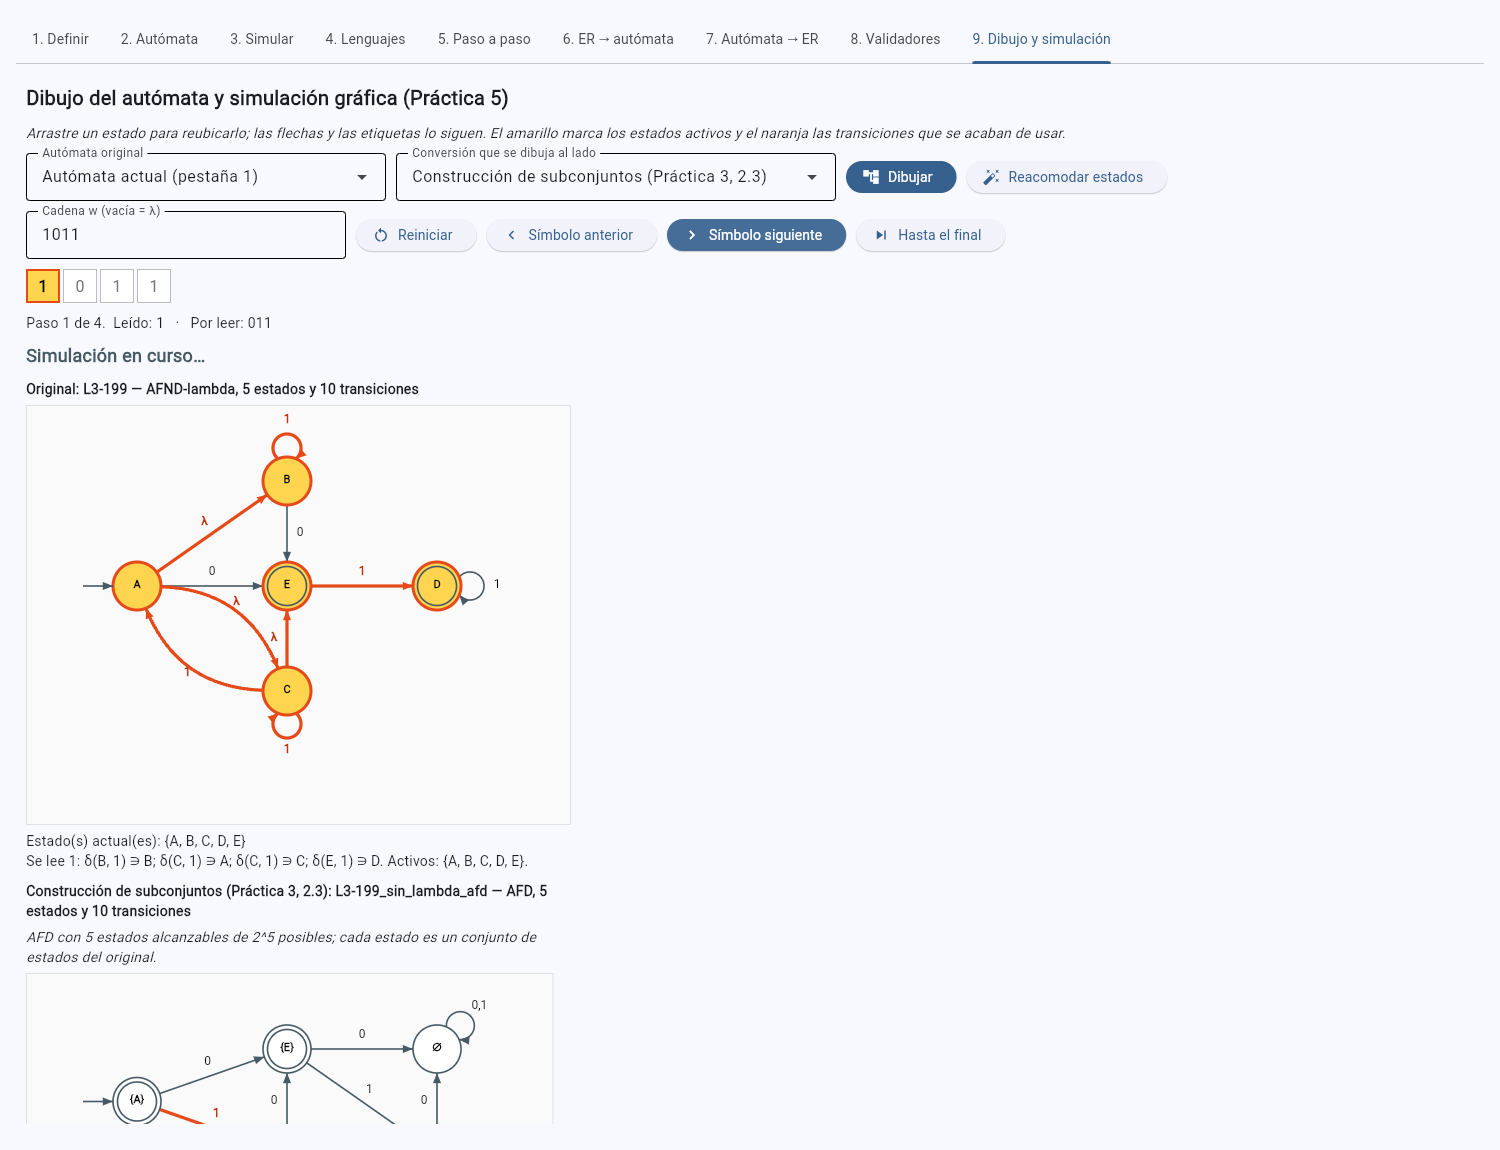 1. Definir 2. Autómata 3. Simular 4. Lenguajes 5. Paso a paso 6. ER → autómata 7. Autómata → ER 8. Validadores 9. Dibujo y simulación
Dibujo del autómata y simulación gráfica (Práctica 5)
Arrastre un estado para reubicarlo; las flechas y las etiquetas lo siguen. El amarillo marca los estados activos y el naranja las transiciones que se acaban de usar.
Autómata original
Autómata actual (pestaña 1)
Conversión que se dibuja al lado
Construcción de subconjuntos (Práctica 3, 2.3)
Dibujar
Reacomodar estados
Cadena w (vacía = λ)
1011
Reiniciar
Símbolo anterior
Símbolo siguiente
Hasta el final
1 0 1 1
Paso 1 de 4. Leído: 1 · Por leer: 011
Simulación en curso…
Original: L3-199 — AFND-lambda, 5 estados y 10 transiciones
1
B
λ
0
A
0
E
1
D
1
λ
λ
1
C
1
Estado(s) actual(es): {A, B, C, D, E}
Se lee 1: δ(B, 1) ∋ B; δ(C, 1) ∋ A; δ(C, 1) ∋ C; δ(E, 1) ∋ D. Activos: {A, B, C, D, E}.
Construcción de subconjuntos (Práctica 3, 2.3): L3-199_sin_lambda_afd — AFD, 5
estados y 10 transiciones
AFD con 5 estados alcanzables de 2^5 posibles; cada estado es un conjunto de
estados del original.
0,1
0
{E}
∅
0
1
{A}
0
0
1